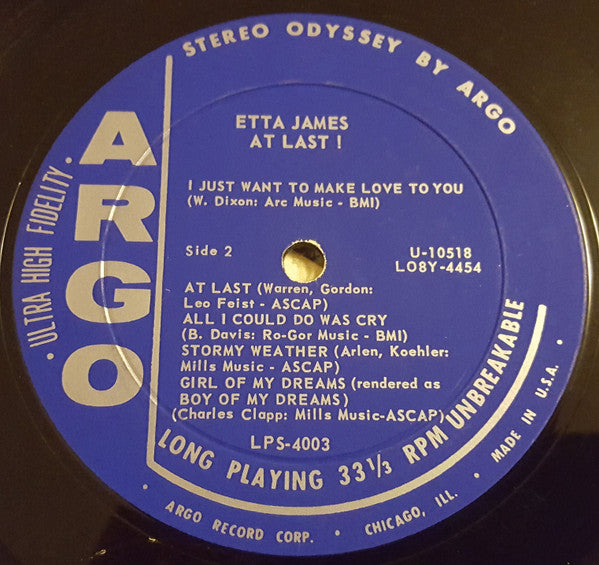 STEREO ODYSSEY BY ARGO
ULTRA HIGH FIDELITY
ARGO
ETTA JAMES
AT LAST !
I JUST WANT TO MAKE LOVE TO YOU
(W. Dixon: Arc Music - BMI)
Side 2
U-10518
LO8Y-4454
AT LAST (Warren, Gordon:
Leo Feist - ASCAP)
ALL I COULD DO WAS CRY
(B. Davis: Ro-Gor Music - BMI)
STORMY WEATHER (Arlen, Koehler:
Mills Music - ASCAP)
GIRL OF MY DREAMS (rendered as
BOY OF MY DREAMS)
(Charles Clapp: Mills Music-ASCAP)
LPS-4003
LONG PLAYING 33 1/3 RPM UNBREAKABLE
• ARGO RECORD CORP. • CHICAGO, ILL. • MADE IN U.S.A. •